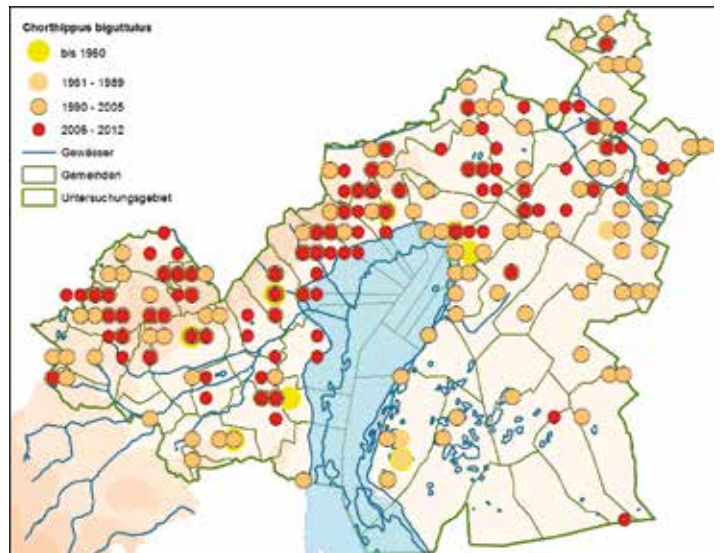 Chorthippus biguttulus
bis 1960
1961 - 1989
1990 - 2005
2006 - 2012
Gewässer
Gemeinden
Untersuchungsgebiet